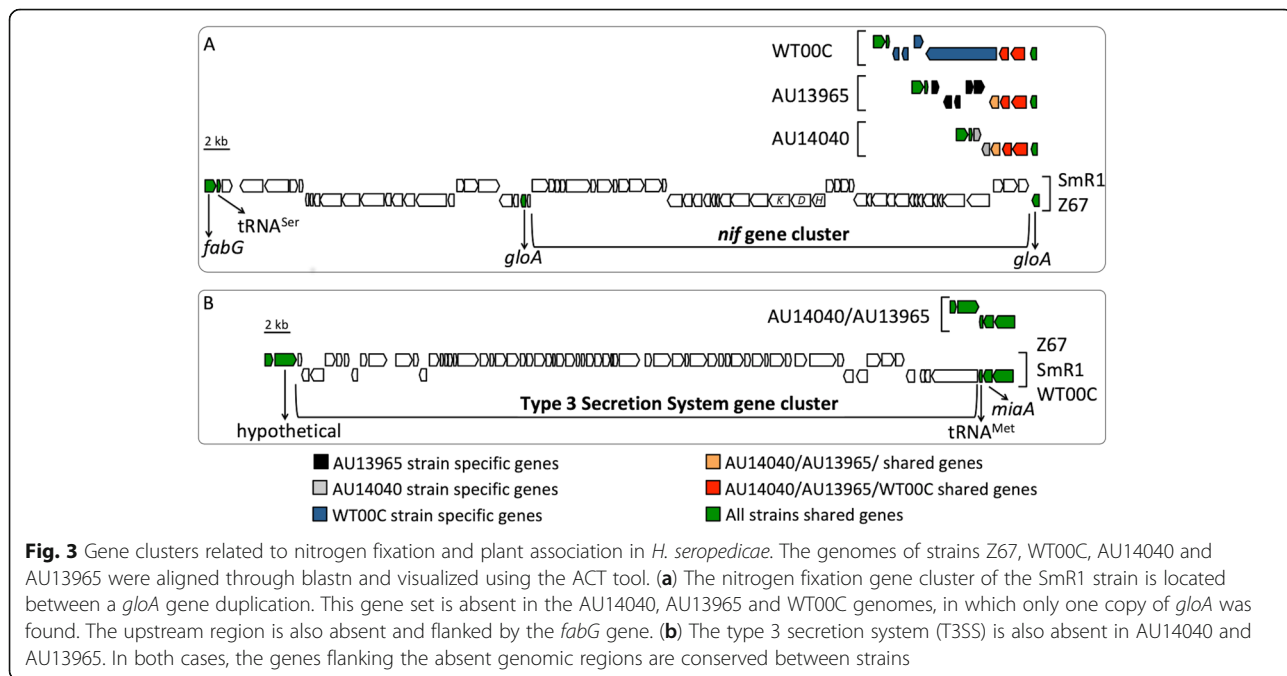 A
WT00C
AU13965
AU14040
2 kb
SmR1
Z67
K D H
tRNASer
fabG
gloA
nif gene cluster
gloA
B
AU14040/AU13965
2 kb
Z67
SmR1
WT00C
Type 3 Secretion System gene cluster
miaA
hypothetical
tRNAMet
AU13965 strain specific genes
AU14040/AU13965/ shared genes
AU14040 strain specific genes
AU14040/AU13965/WT00C shared genes
WT00C strain specific genes
All strains shared genes
Fig. 3 Gene clusters related to nitrogen fixation and plant association in H. seropedicae. The genomes of strains Z67, WT00C, AU14040 and
AU13965 were aligned through blastn and visualized using the ACT tool. (a) The nitrogen fixation gene cluster of the SmR1 strain is located
between a gloA gene duplication. This gene set is absent in the AU14040, AU13965 and WT00C genomes, in which only one copy of gloA was
found. The upstream region is also absent and flanked by the fabG gene. (b) The type 3 secretion system (T3SS) is also absent in AU14040 and
AU13965. In both cases, the genes flanking the absent genomic regions are conserved between strains